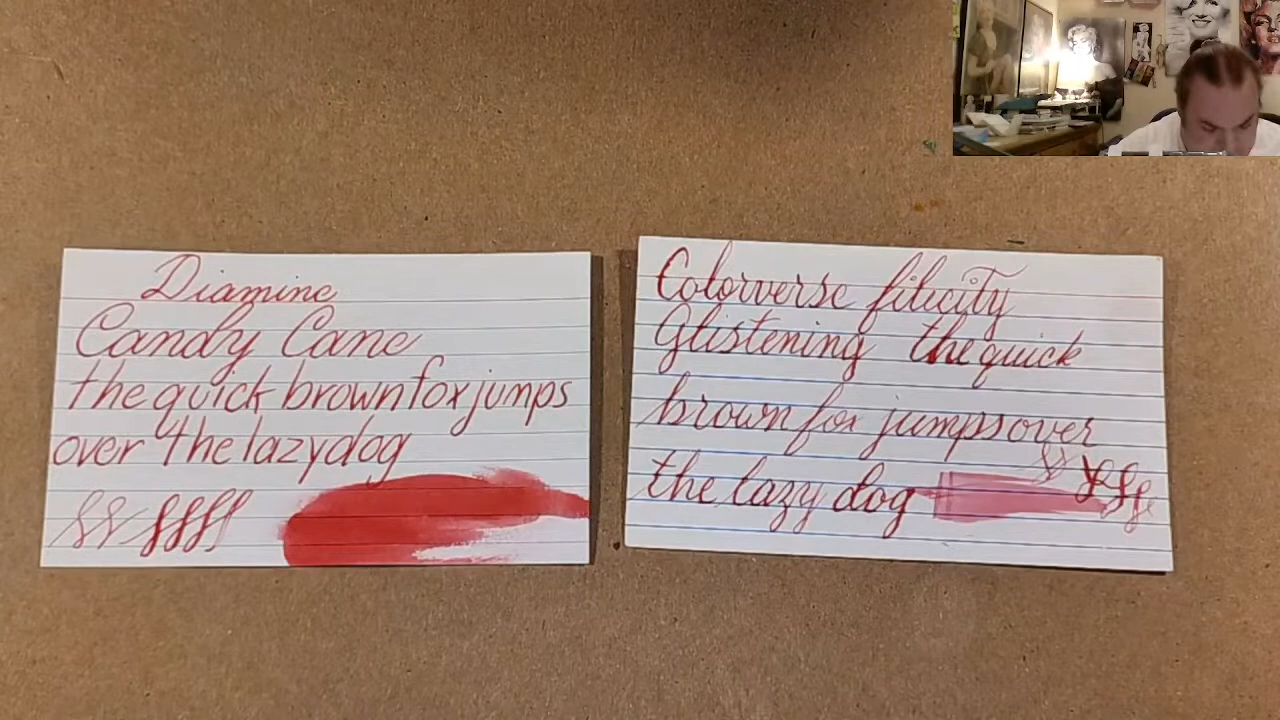 Diamine
Candy Cane
the quick brown fox jumps
over the lazy dog
Colorverse filicity
Glistening the quick
brown fox jumps over
the lazy dog